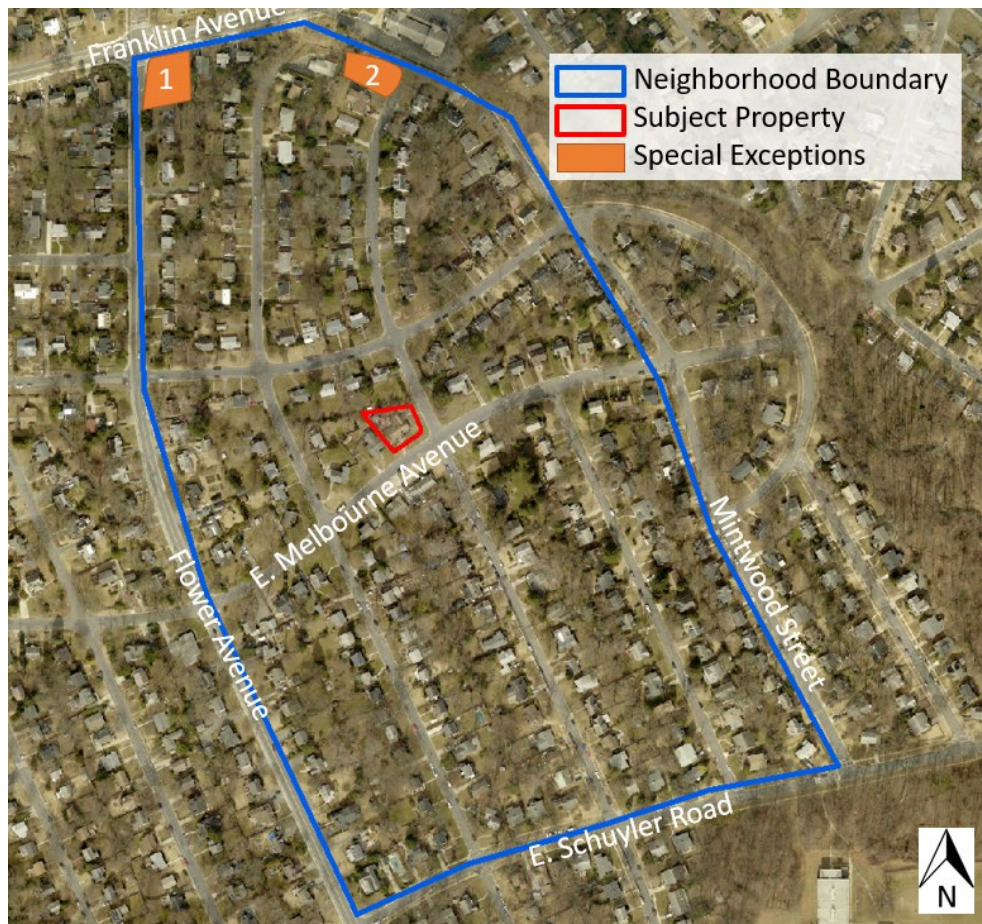 Franklin Avenue
1
2
Neighborhood Boundary
Subject Property
Special Exceptions
E. Melbourne Avenue
Flower Avenue
Mintwood Street
E. Schuyler Road
N